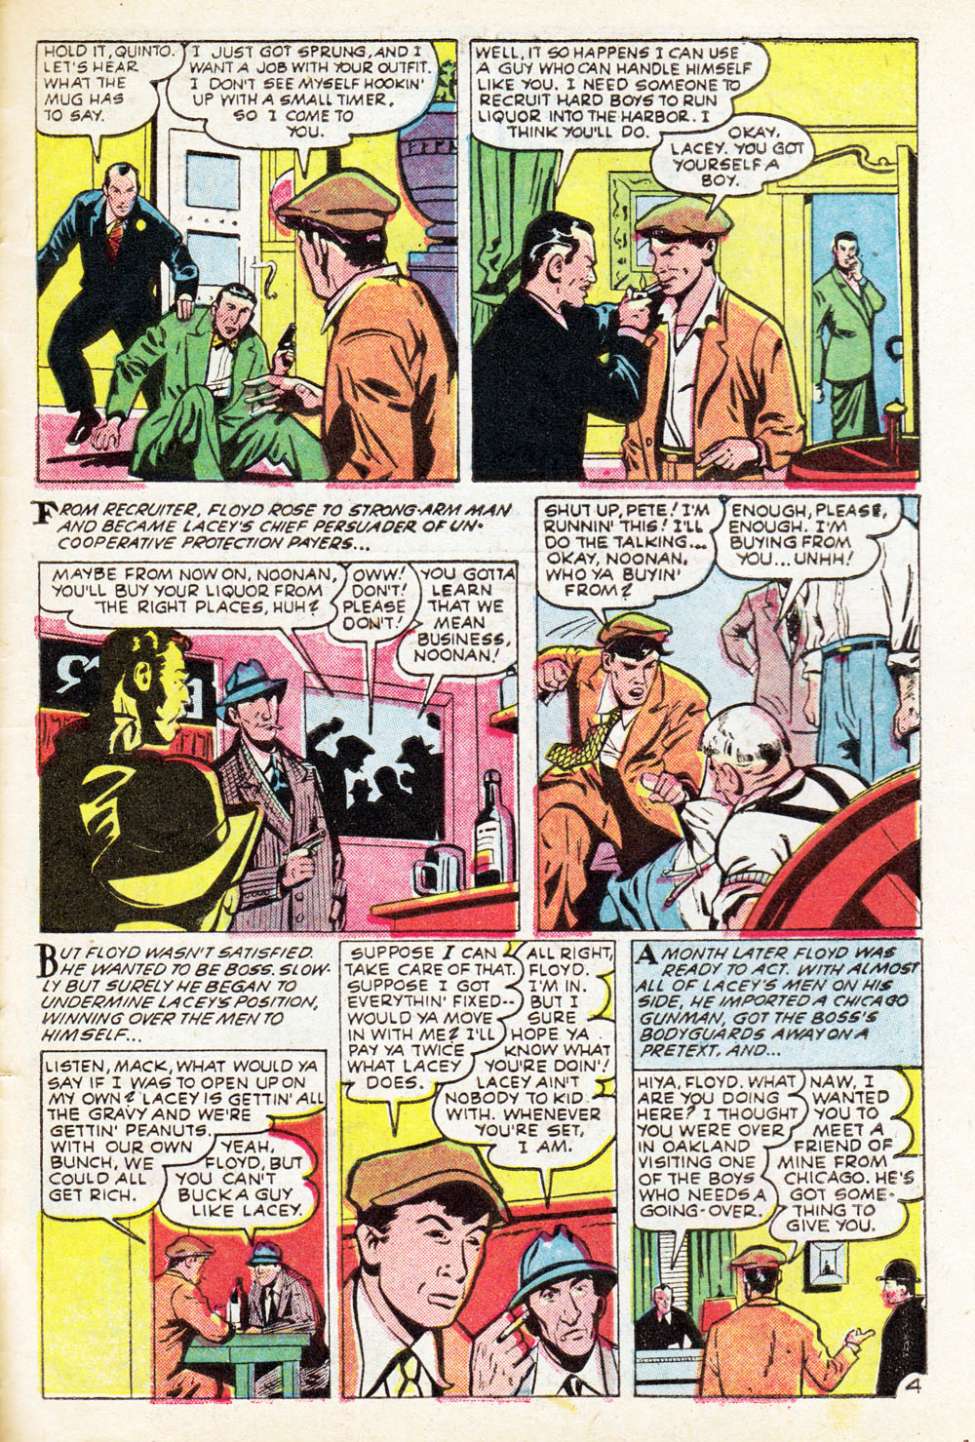 HOLD IT, QUINTO.
LET'S HEAR
WHAT THE
MUG HAS
TO SAY.
I JUST GOT SPRUNG, AND I
WANT A JOB WITH YOUR OUTFIT.
I DON'T SEE MYSELF HOOKIN'
UP WITH A SMALL TIMER,
SO I COME TO
YOU.
WELL, IT SO HAPPENS I CAN USE
A GUY WHO CAN HANDLE HIMSELF
LIKE YOU. I NEED SOMEONE TO
RECRUIT HARD BOYS TO RUN
LIQUOR INTO THE HARBOR. I
THINK YOU'LL DO.
OKAY,
LACEY. YOU GOT
YOURSELF A
BOY.
FROM RECRUITER, FLOYD ROSE TO STRONG-ARM MAN
AND BECAME LACEY'S CHIEF PERSUADER OF UN-
COOPERATIVE PROTECTION PAYERS...
MAYBE FROM NOW ON, NOONAN,
YOU'LL BUY YOUR LIQUOR FROM
THE RIGHT PLACES, HUH?
OWW!
DON'T!
PLEASE
DON'T!
YOU GOTTA
LEARN
THAT WE
MEAN
BUSINESS,
NOONAN!
SHUT UP, PETE! I'M
RUNNIN' THIS! I'LL
DO THE TALKING...
OKAY, NOONAN.
WHO YA BUYIN'
FROM?
ENOUGH, PLEASE,
ENOUGH. I'M
BUYING FROM
YOU...UNHH!
BUT FLOYD WASN'T SATISFIED.
HE WANTED TO BE BOSS. SLOW-
LY BUT SURELY HE BEGAN TO
UNDERMINE LACEY'S POSITION,
WINNING OVER THE MEN TO
HIMSELF...
LISTEN, MACK, WHAT WOULD YA
SAY IF I WAS TO OPEN UP ON
MY OWN? LACEY IS GETTIN' ALL
THE GRAVY AND WE'RE
GETTIN' PEANUTS.
WITH OUR OWN
BUNCH, WE
COULD ALL
GET RICH.
YEAH,
FLOYD, BUT
YOU CAN'T
BUCK A GUY
LIKE LACEY.
SUPPOSE I CAN
TAKE CARE OF THAT.
SUPPOSE I GOT
EVERYTHIN' FIXED--
WOULD YA MOVE
IN WITH ME? I'LL
PAY YA TWICE
WHAT LACEY
DOES.
ALL RIGHT,
FLOYD.
I'M IN.
BUT I
SURE
HOPE YA
KNOW WHAT
YOU'RE DOIN'!
LACEY AIN'T
NOBODY TO KID
WITH. WHENEVER
YOU'RE SET,
I AM.
A MONTH LATER FLOYD WAS
READY TO ACT. WITH ALMOST
ALL OF LACEY'S MEN ON HIS
SIDE, HE IMPORTED A CHICAGO
GUNMAN, GOT THE BOSS'S
BODYGUARDS AWAY ON A
PRETEXT, AND...
HIYA, FLOYD. WHAT
ARE YOU DOING
HERE? I THOUGHT
YOU WERE OVER
IN OAKLAND
VISITING ONE
OF THE BOYS
WHO NEEDS A
GOING-OVER.
NAW, I
WANTED
YOU TO
MEET A
FRIEND OF
MINE FROM
CHICAGO. HE'S
GOT SOME-
THING TO
GIVE YOU.
4